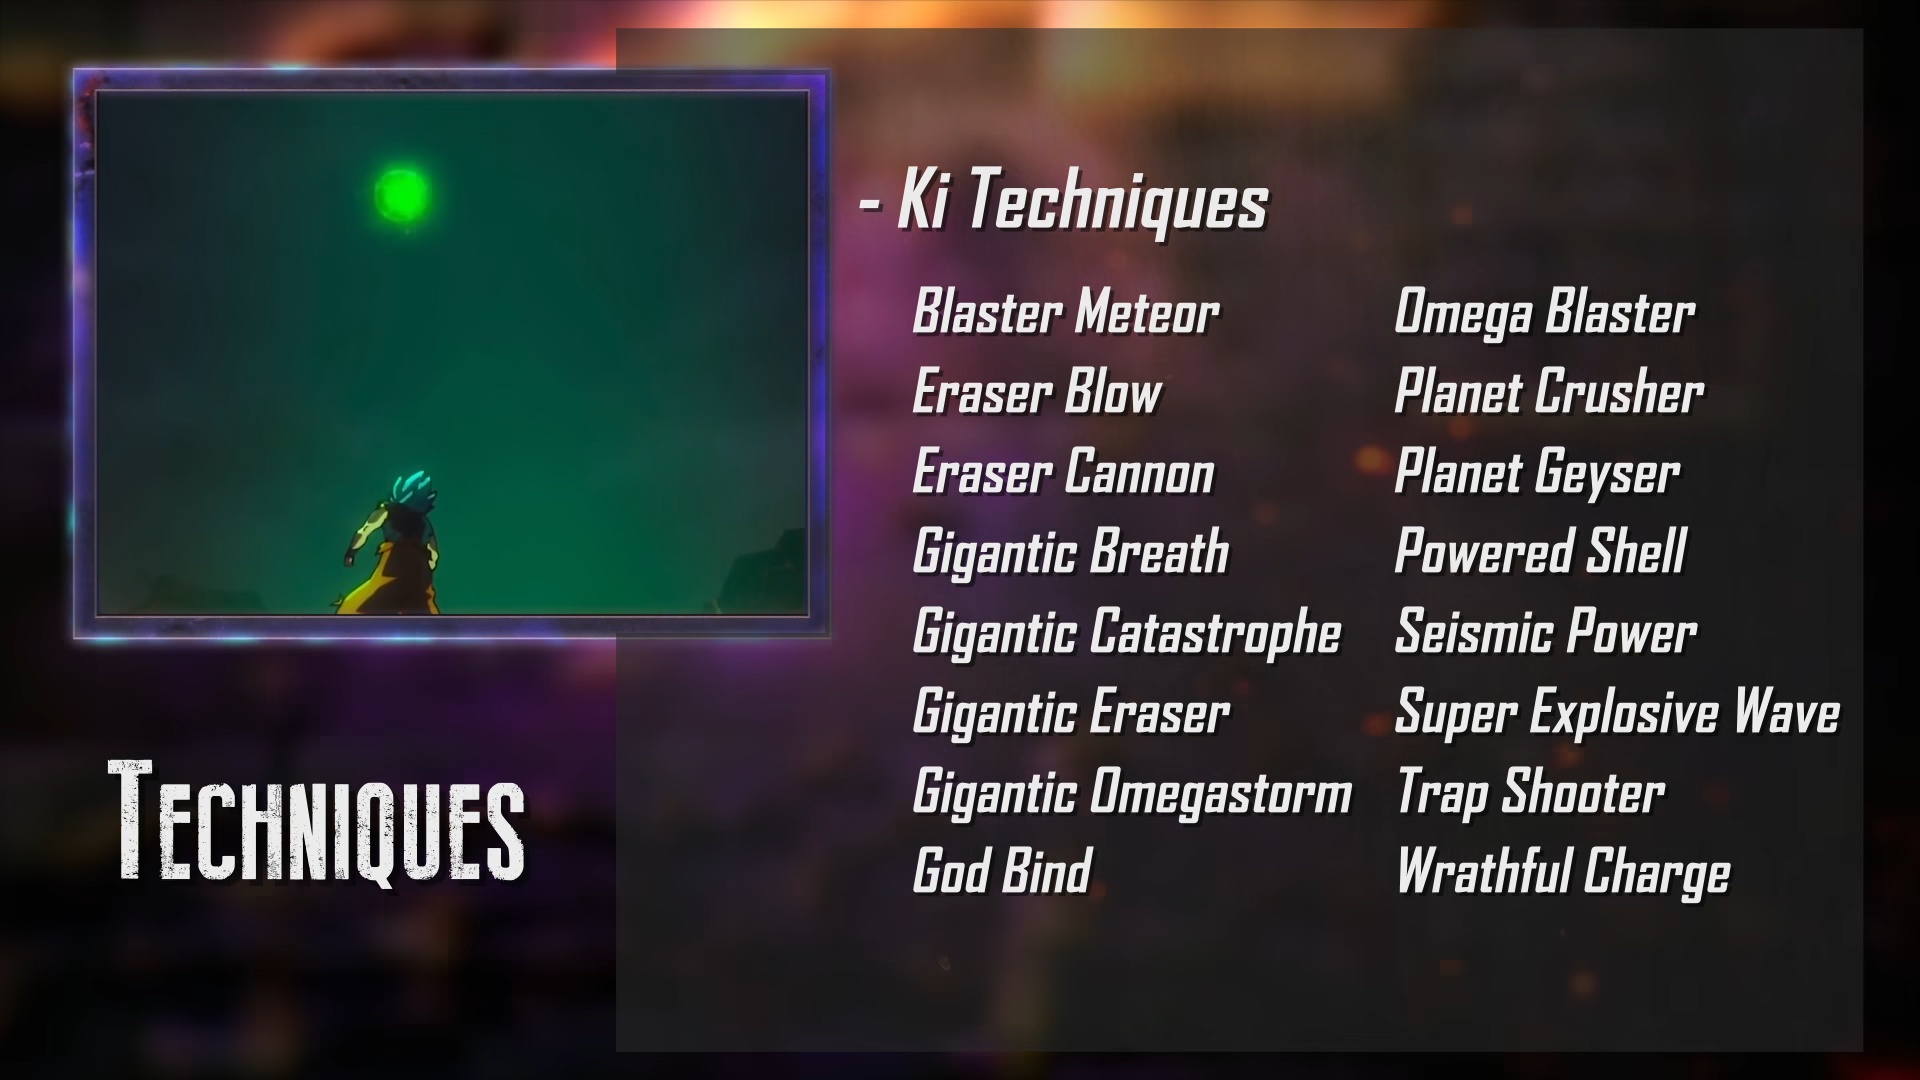 - Ki Techniques
Blaster Meteor
Eraser Blow
Eraser Cannon
Gigantic Breath
Gigantic Catastrophe
Gigantic Eraser
Gigantic Omegastorm
God Bind
Omega Blaster
Planet Crusher
Planet Geyser
Powered Shell
Seismic Power
Super Explosive Wave
Trap Shooter
Wrathful Charge
Techniques